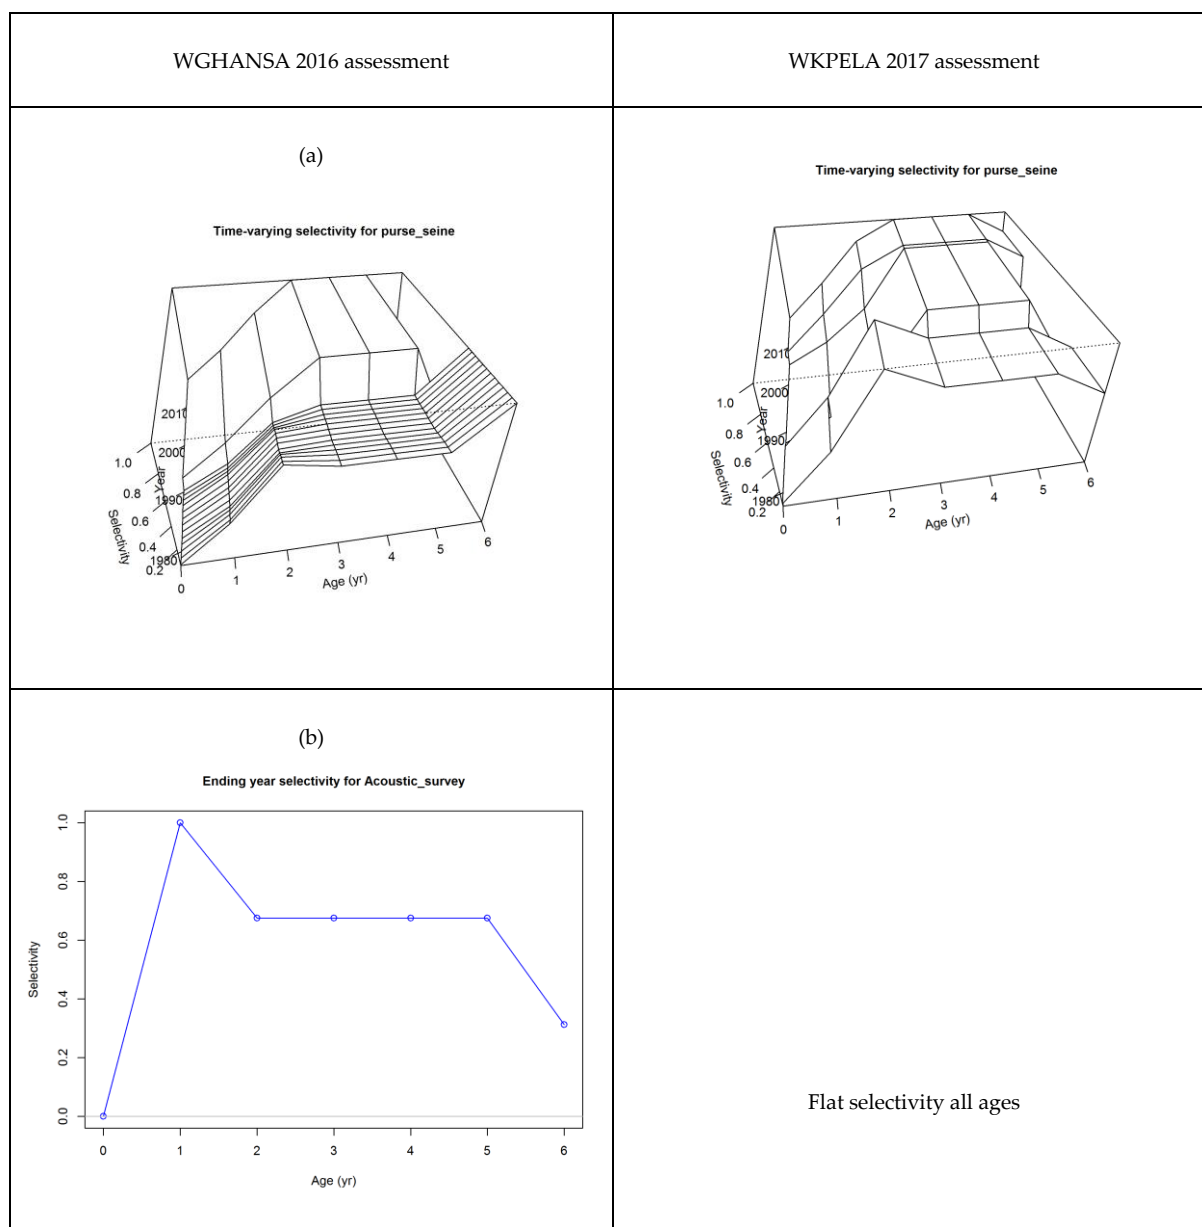 WGHANSA 2016 assessment
WKPELA 2017 assessment
(a)
Time-varying selectivity for purse_seine
2010
2000
1990
1980
Year
1.0
0.8
0.6
0.4
0.2
Selectivity
0
1
2
3
4
5
6
Age (yr)
Time-varying selectivity for purse_seine
2010
2000
1990
1980
Year
1.0
0.8
0.6
0.4
0.2
Selectivity
0
1
2
3
4
5
6
Age (yr)
(b)
Ending year selectivity for Acoustic_survey
1.0
0.8
0.6
0.4
0.2
0.0
Selectivity
0 1 2 3 4 5 6
Age (yr)
Flat selectivity all ages